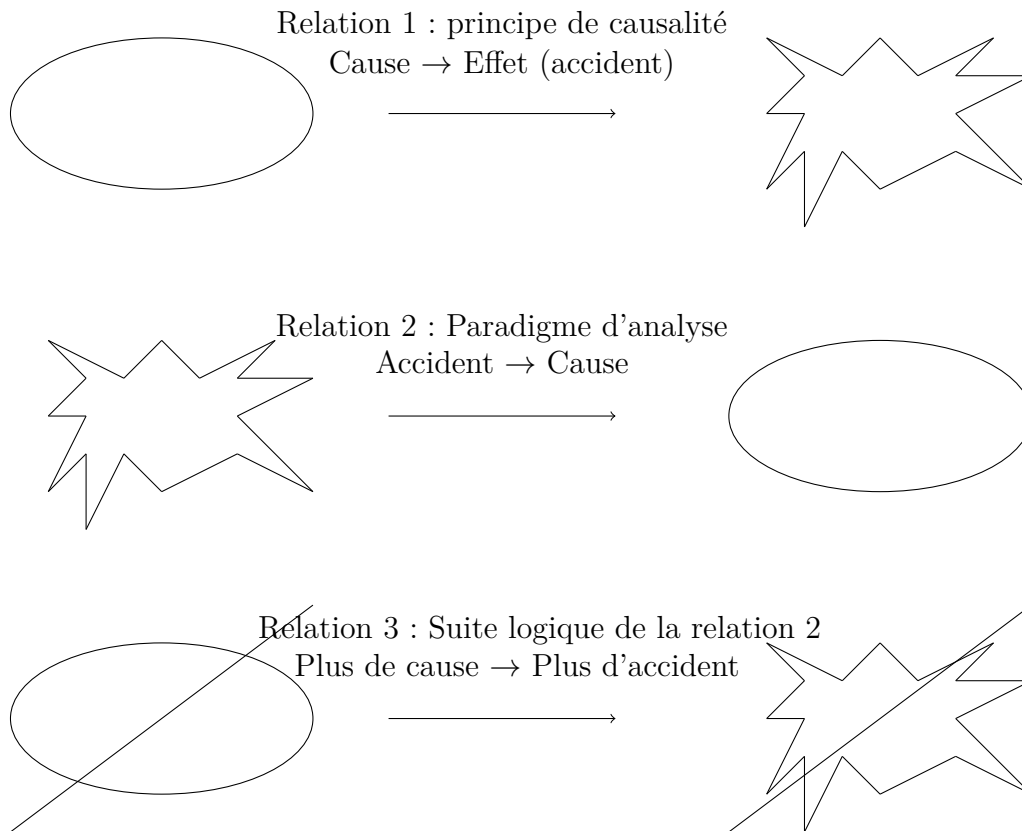 Relation 1 : principe de causalité
Cause → Effet (accident)
Relation 2 : Paradigme d'analyse
Accident → Cause
Relation 3 : Suite logique de la relation 2
Plus de cause → Plus d'accident